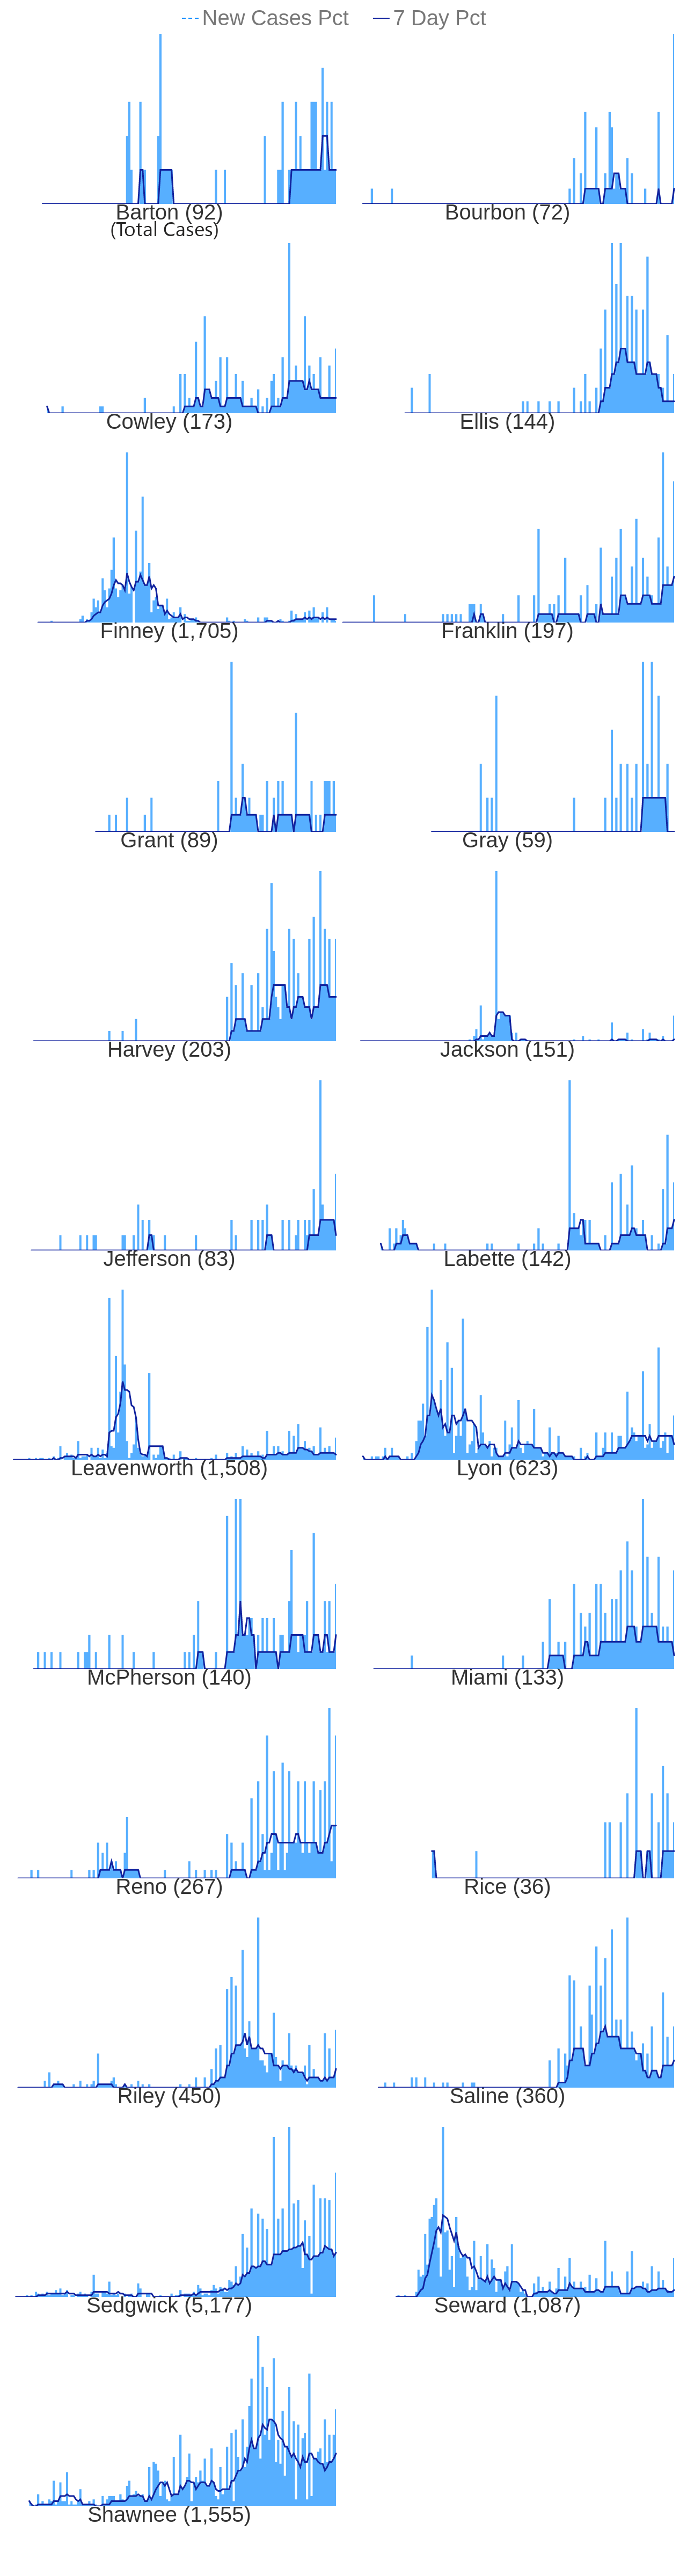 New Cases Pct 7 Day Pct
Barton (92) Bourbon (72)
(Total Cases)
Cowley (173) Ellis (144)
Finney (1,705) Franklin (197)
Grant (89) Gray (59)
Harvey (203) Jackson (151)
Jefferson (83) Labette (142)
Leavenworth (1,508) Lyon (623)
McPherson (140) Miami (133)
Reno (267) Rice (36)
Riley (450) Saline (360)
Sedgwick (5,177) Seward (1,087)
Shawnee (1,555)